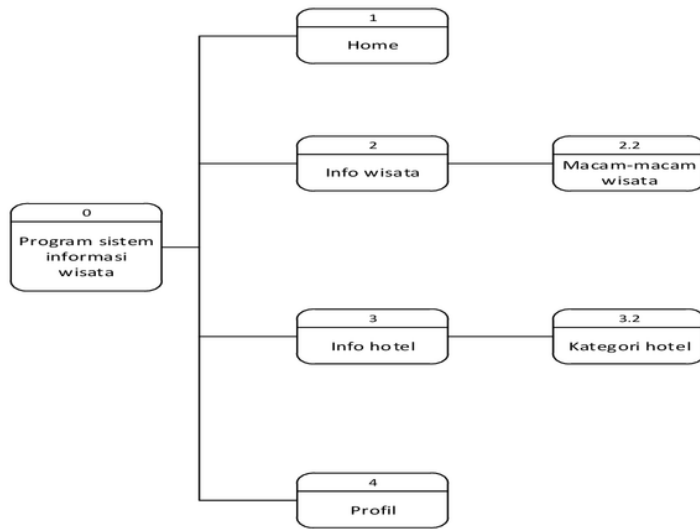 1
Home
2
Info wisata
2.2
Macam-macam
wisata
0
Program sistem
informasi
wisata
3
Info hotel
3.2
Kategori hotel
4
Profil